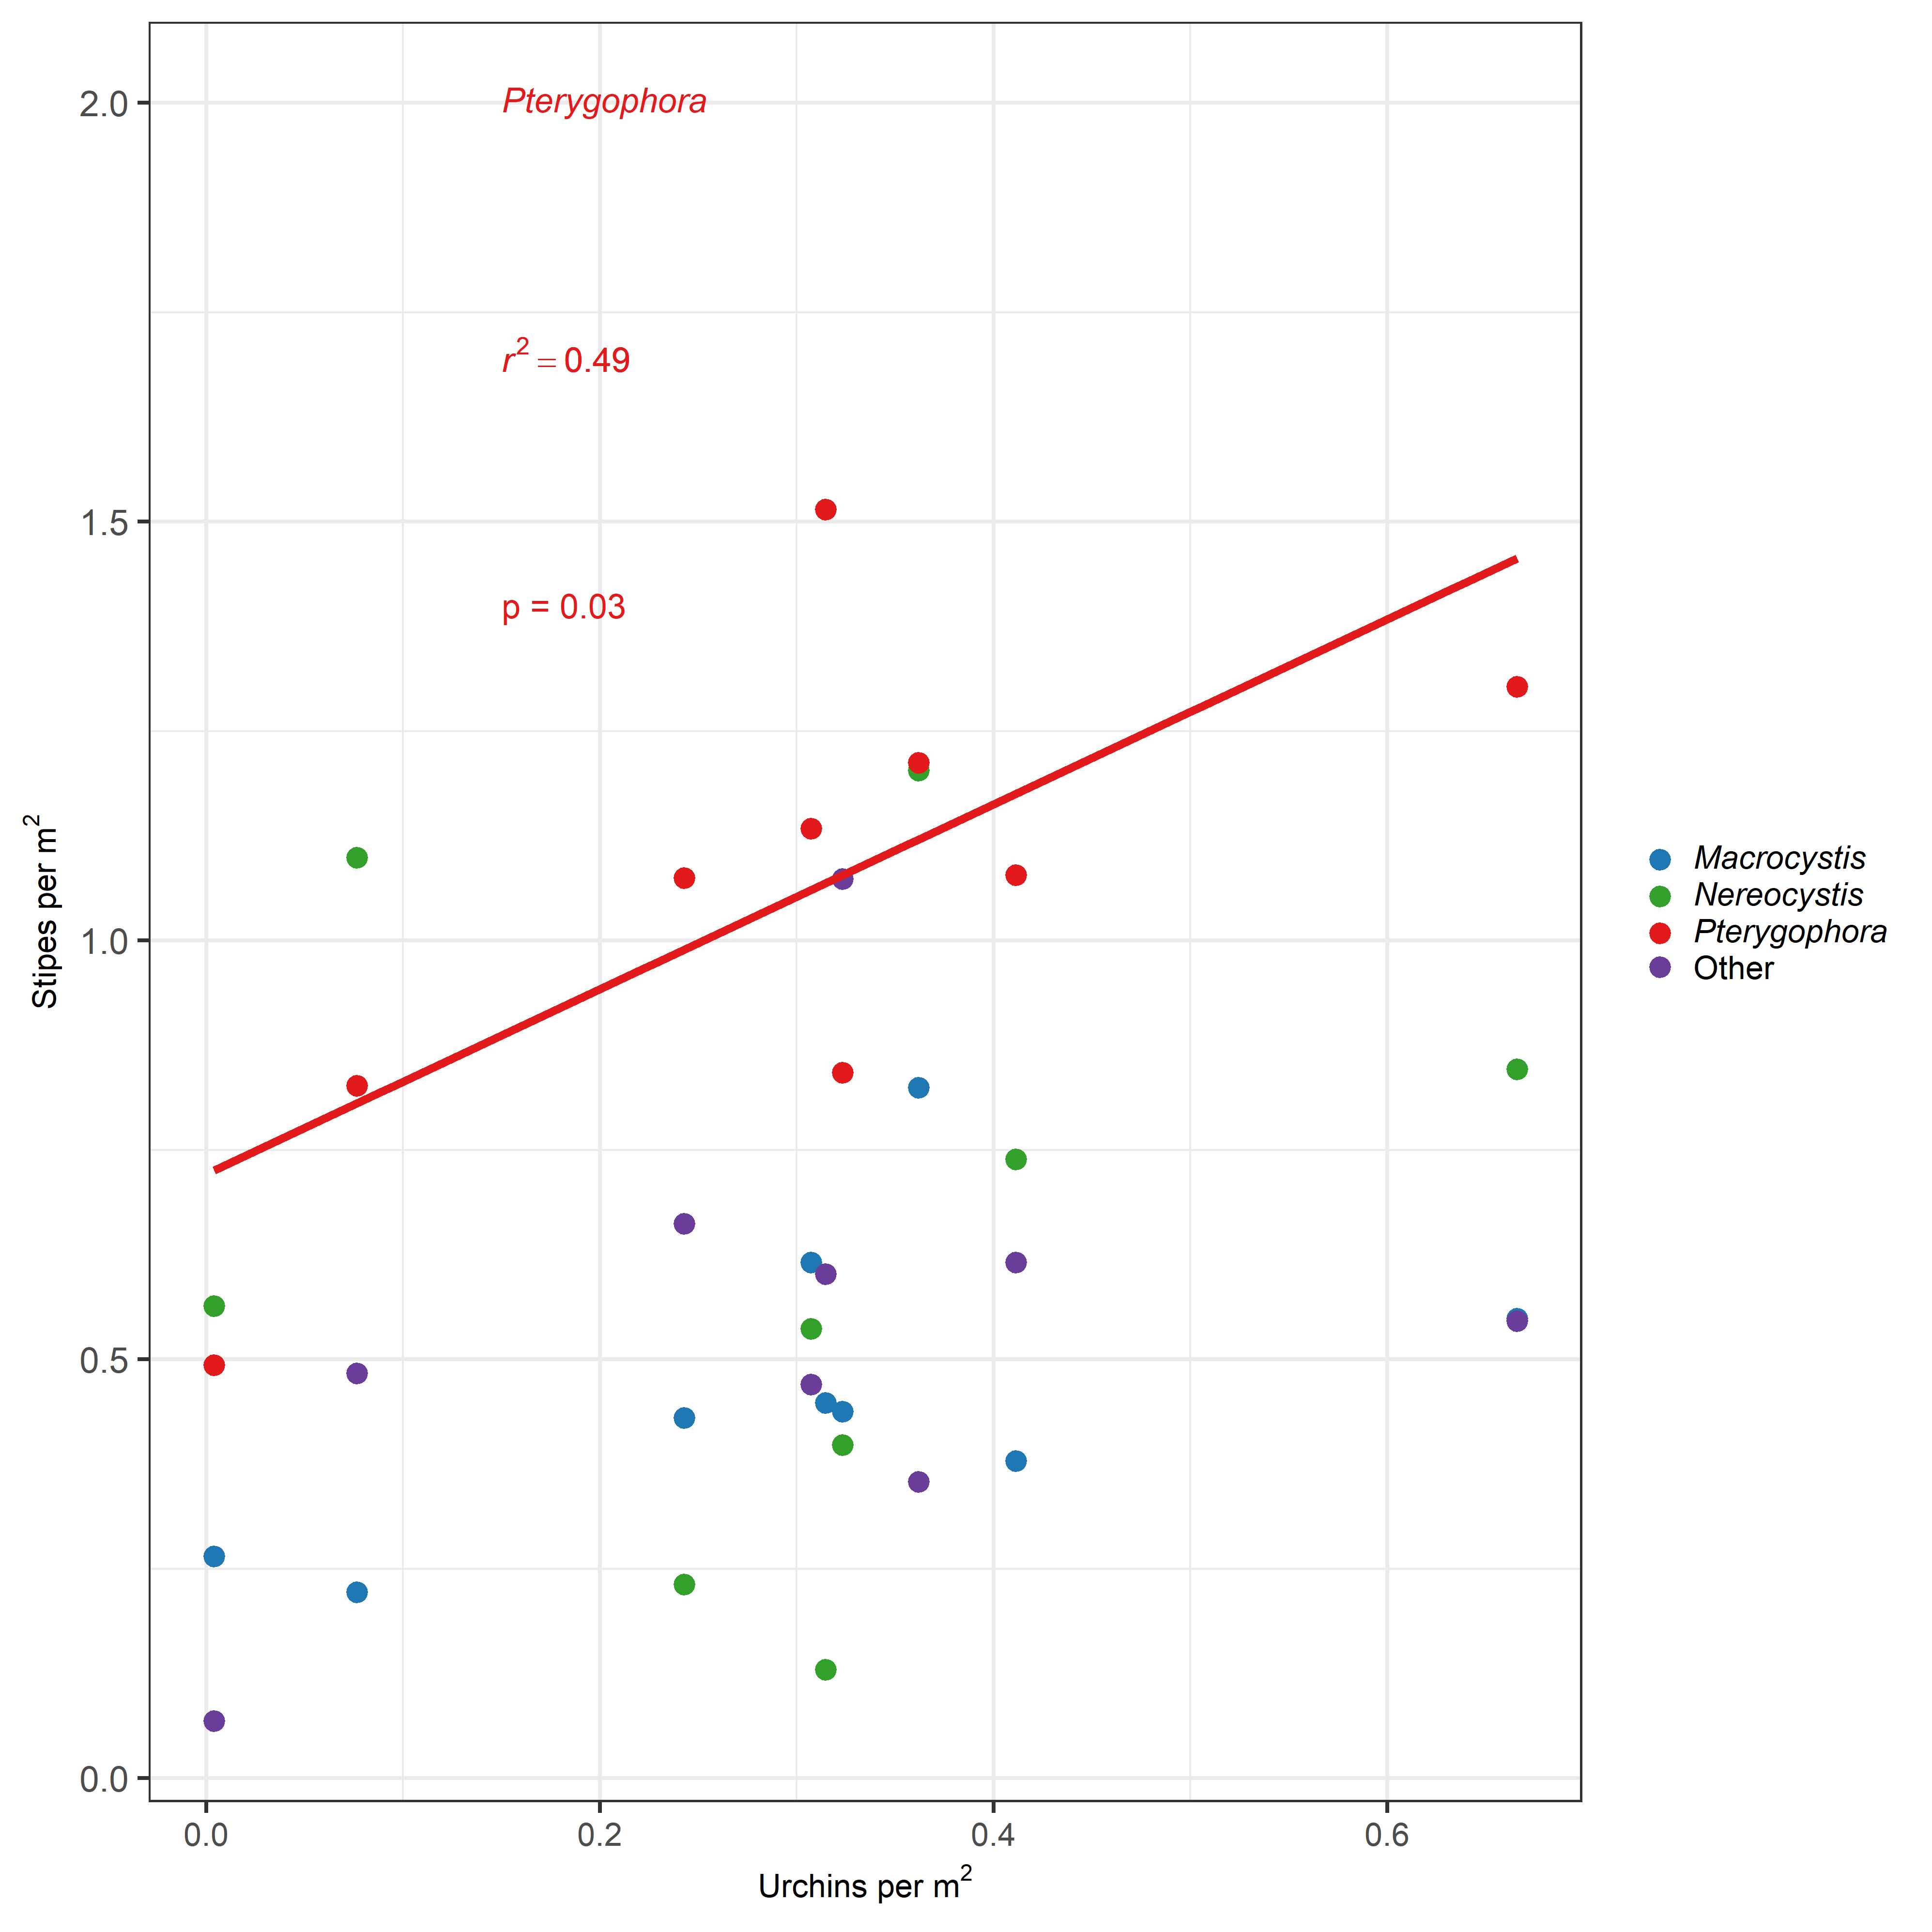 Pterygophora
r² = 0.49
p = 0.03
2.0
1.5
1.0
0.5
0.0
Stipes per m²
0.0 0.2 0.4 0.6
Urchins per m²
Macrocystis
Nereocystis
Pterygophora
Other